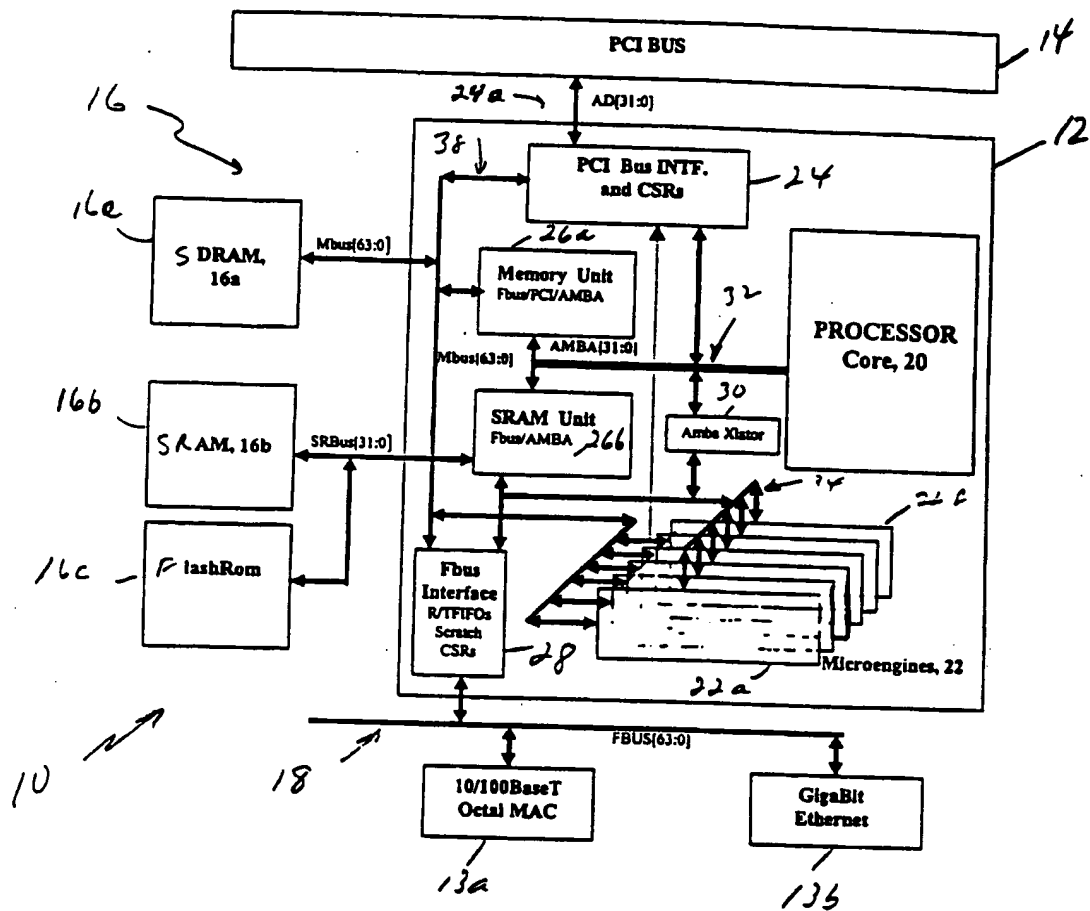 PCI BUS
14
24a
AD[31:0]
16
12
38
PCI Bus INTF.
and CSRs
24
16a
SDRAM,
16a
Mbus[63:0]
26a
Memory Unit
Fbus/PCI/AMBA
32
PROCESSOR
Core, 20
Mbus[63:0]
AMBA[31:0]
30
16b
SRAM, 16b
SRBus[31:0]
SRAM Unit
Fbus/AMBA
26b
Amba Xlator
34
22f
16c
FlashRom
Fbus
Interface
R/TFIFOs
Scratch
CSRs
28
Microengines, 22
22a
10
18
FBUS[63:0]
10/100BaseT
Octal MAC
GigaBit
Ethernet
13a
13b